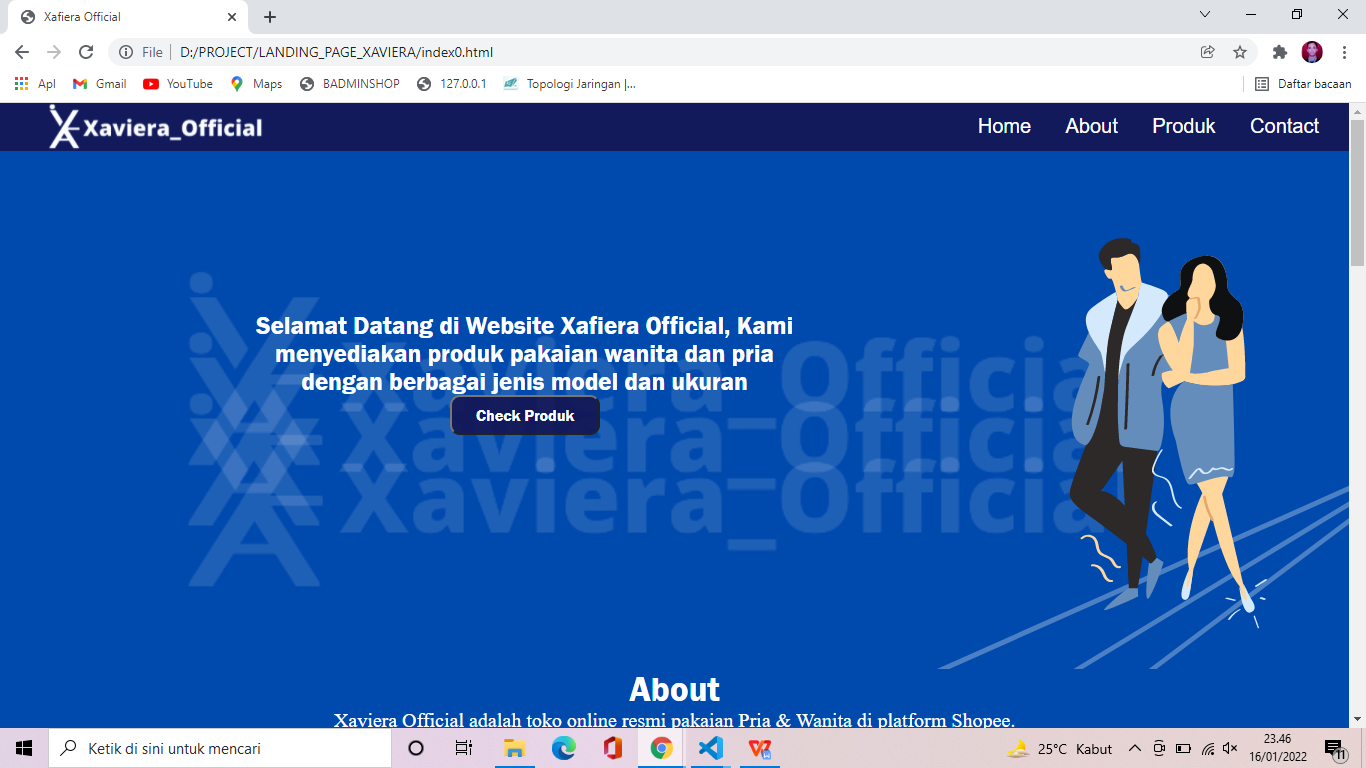 Xafiera Official
File
D:/PROJECT/LANDING_PAGE_XAVIERA/index0.html
Apl Gmail YouTube Maps BADMINSHOP 127.0.0.1 Topologi Jaringan |... Daftar bacaan
Xaviera_Official
Home About Produk Contact
Selamat Datang di Website Xafiera Official, Kami
menyediakan produk pakaian wanita dan pria
dengan berbagai jenis model dan ukuran
Check Produk
Xaviera_Official
Xaviera_Official
Xaviera_Official
About
Xaviera Official adalah toko online resmi pakaian Pria & Wanita di platform Shopee.
Ketik di sini untuk mencari
25°C Kabut
23.46
16/01/2022
11